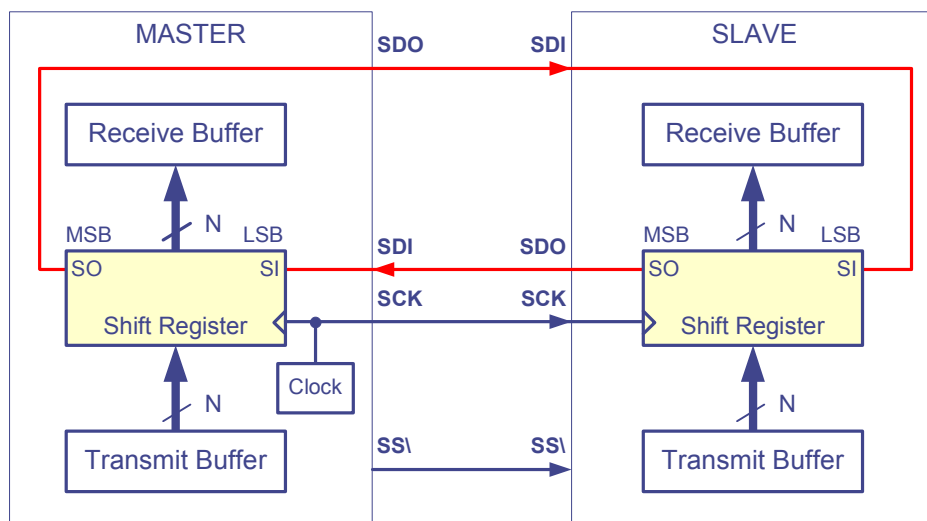 MASTER
SLAVE
SDO
SDI
Receive Buffer
Receive Buffer
N
N
MSB
LSB
SDI
SDO
MSB
LSB
SO
SI
SO
SI
SCK
SCK
Shift Register
Shift Register
Clock
N
N
SS\
SS\
Transmit Buffer
Transmit Buffer